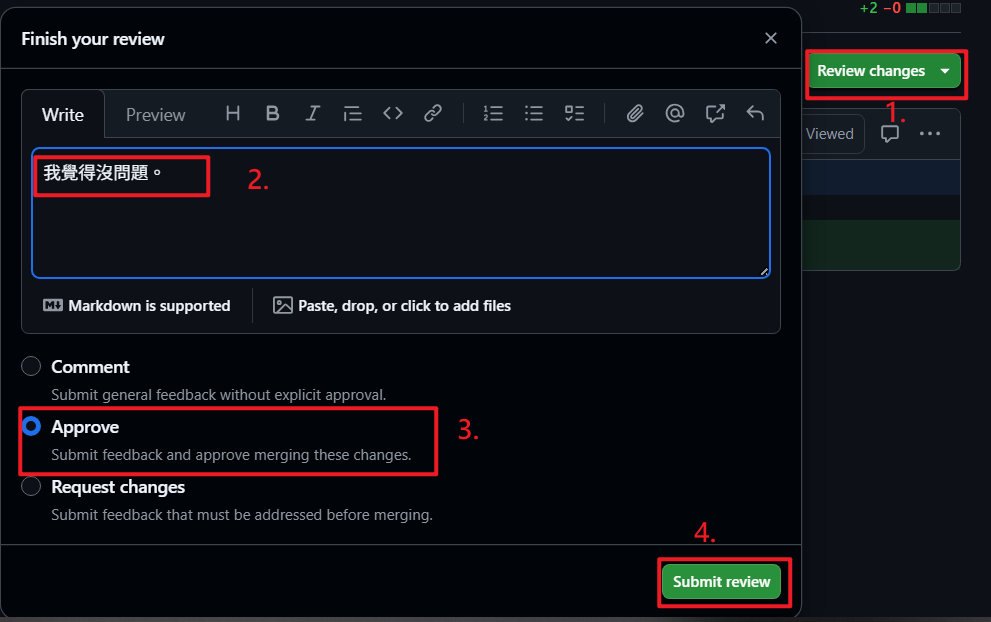 +2 −0
Finish your review
Review changes
1.
Write Preview
Viewed
我覺得沒問題。
2.
Markdown is supported
Paste, drop, or click to add files
Comment
Submit general feedback without explicit approval.
Approve
3.
Submit feedback and approve merging these changes.
Request changes
Submit feedback that must be addressed before merging.
4.
Submit review